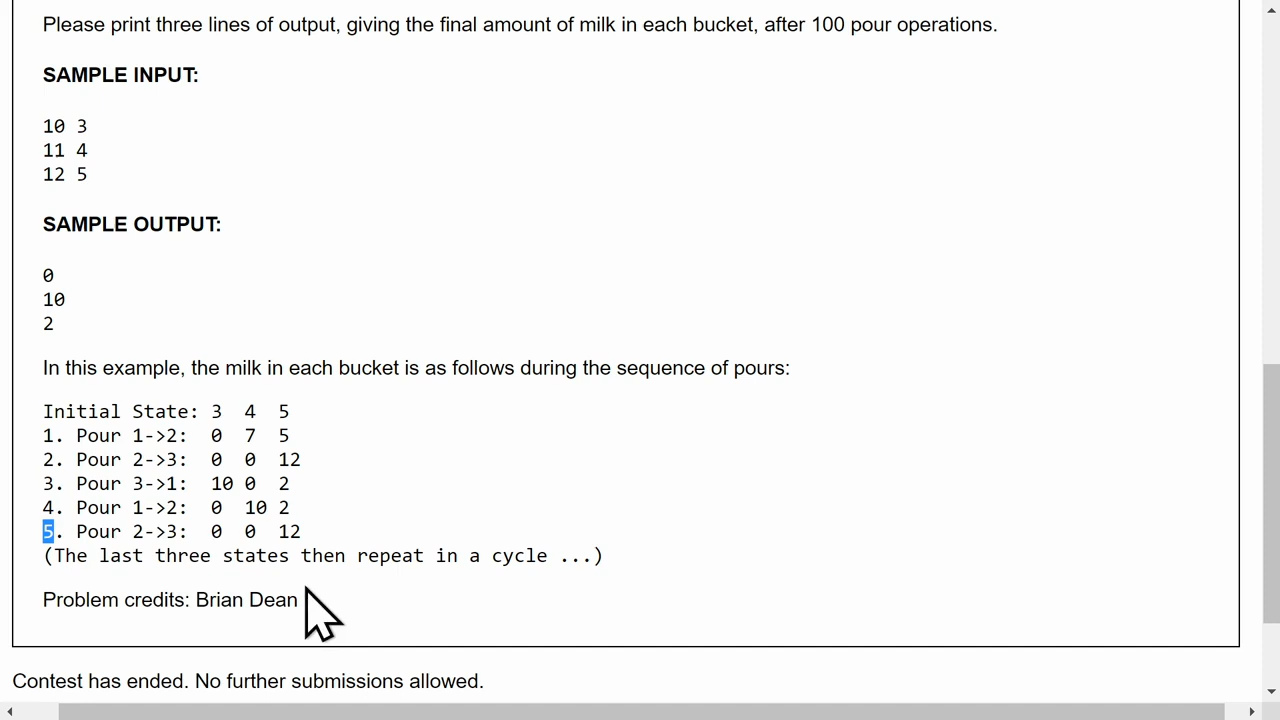 Please print three lines of output, giving the final amount of milk in each bucket, after 100 pour operations.
SAMPLE INPUT:
10 3
11 4
12 5
SAMPLE OUTPUT:
0
10
2
In this example, the milk in each bucket is as follows during the sequence of pours:
Initial State: 3  4  5
1. Pour 1->2:  0  7  5
2. Pour 2->3:  0  0  12
3. Pour 3->1:  10 0  2
4. Pour 1->2:  0  10 2
5. Pour 2->3:  0  0  12
(The last three states then repeat in a cycle ...)
Problem credits: Brian Dean
Contest has ended. No further submissions allowed.